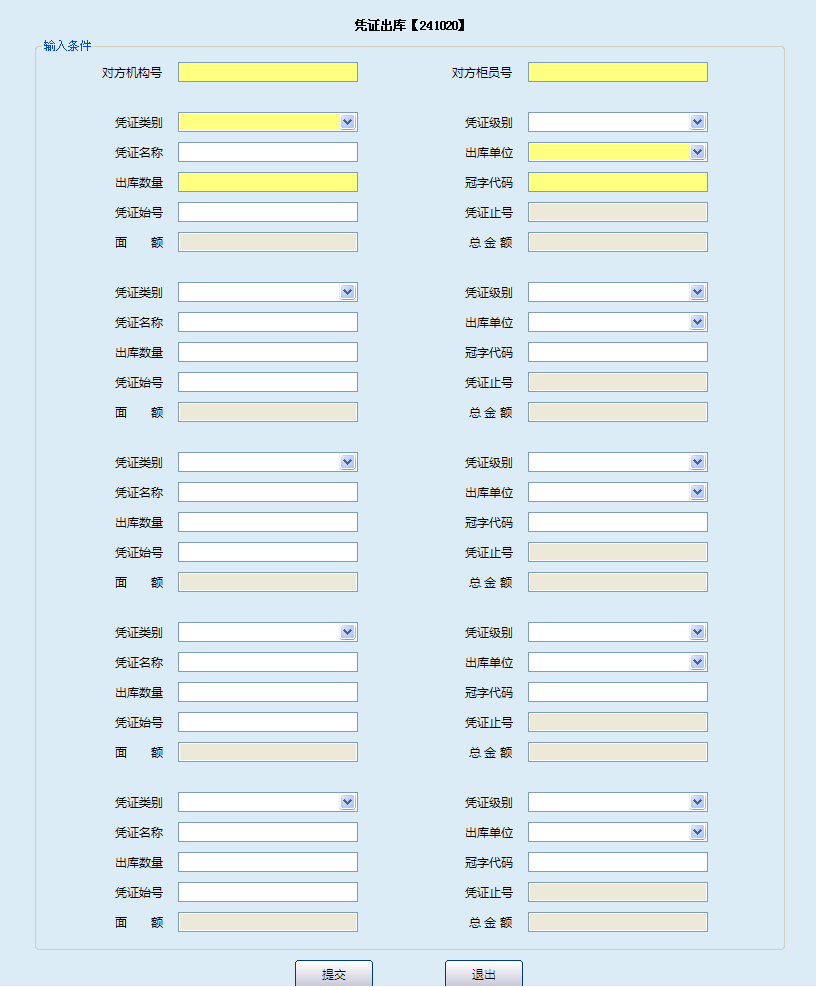 凭证出库【241020】
输入条件
对方机构号 对方柜员号
凭证类别 凭证级别
凭证名称 出库单位
出库数量 冠字代码
凭证始号 凭证止号
面 额 总 金 额
凭证类别 凭证级别
凭证名称 出库单位
出库数量 冠字代码
凭证始号 凭证止号
面 额 总 金 额
凭证类别 凭证级别
凭证名称 出库单位
出库数量 冠字代码
凭证始号 凭证止号
面 额 总 金 额
凭证类别 凭证级别
凭证名称 出库单位
出库数量 冠字代码
凭证始号 凭证止号
面 额 总 金 额
凭证类别 凭证级别
凭证名称 出库单位
出库数量 冠字代码
凭证始号 凭证止号
面 额 总 金 额
提交 退出